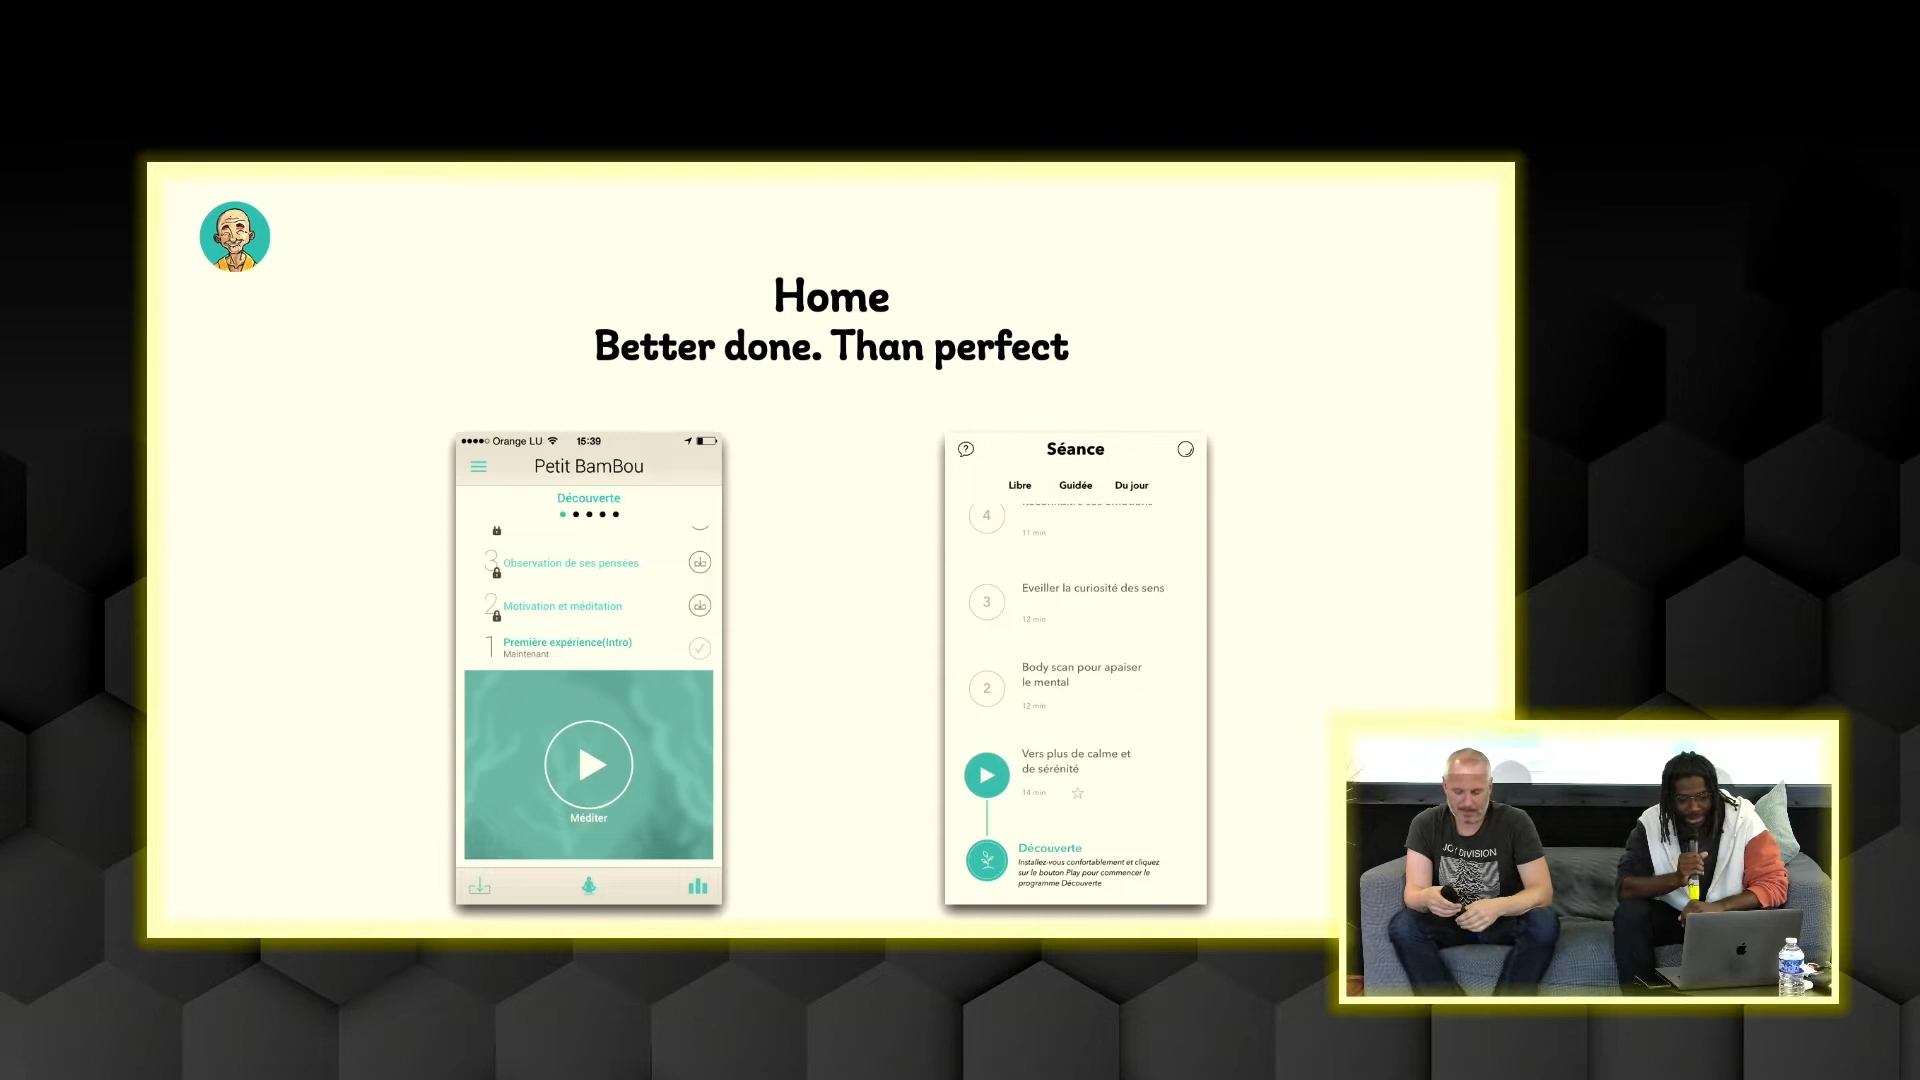 Home
Better done. Than perfect
Orange LU
15:39
Petit BamBou
Découverte
3 Observation de ses pensées
2 Motivation et méditation
1 Première expérience(Intro)
Maintenant
Méditer
Séance
Libre Guidée Du jour
4
11 min
3 Eveiller la curiosité des sens
12 min
2 Body scan pour apaiser
le mental
12 min
Vers plus de calme et
de sérénité
14 min
Découverte
Installez-vous confortablement et cliquez
sur le bouton Play pour commencer le
programme Découverte
JOY DIVISION